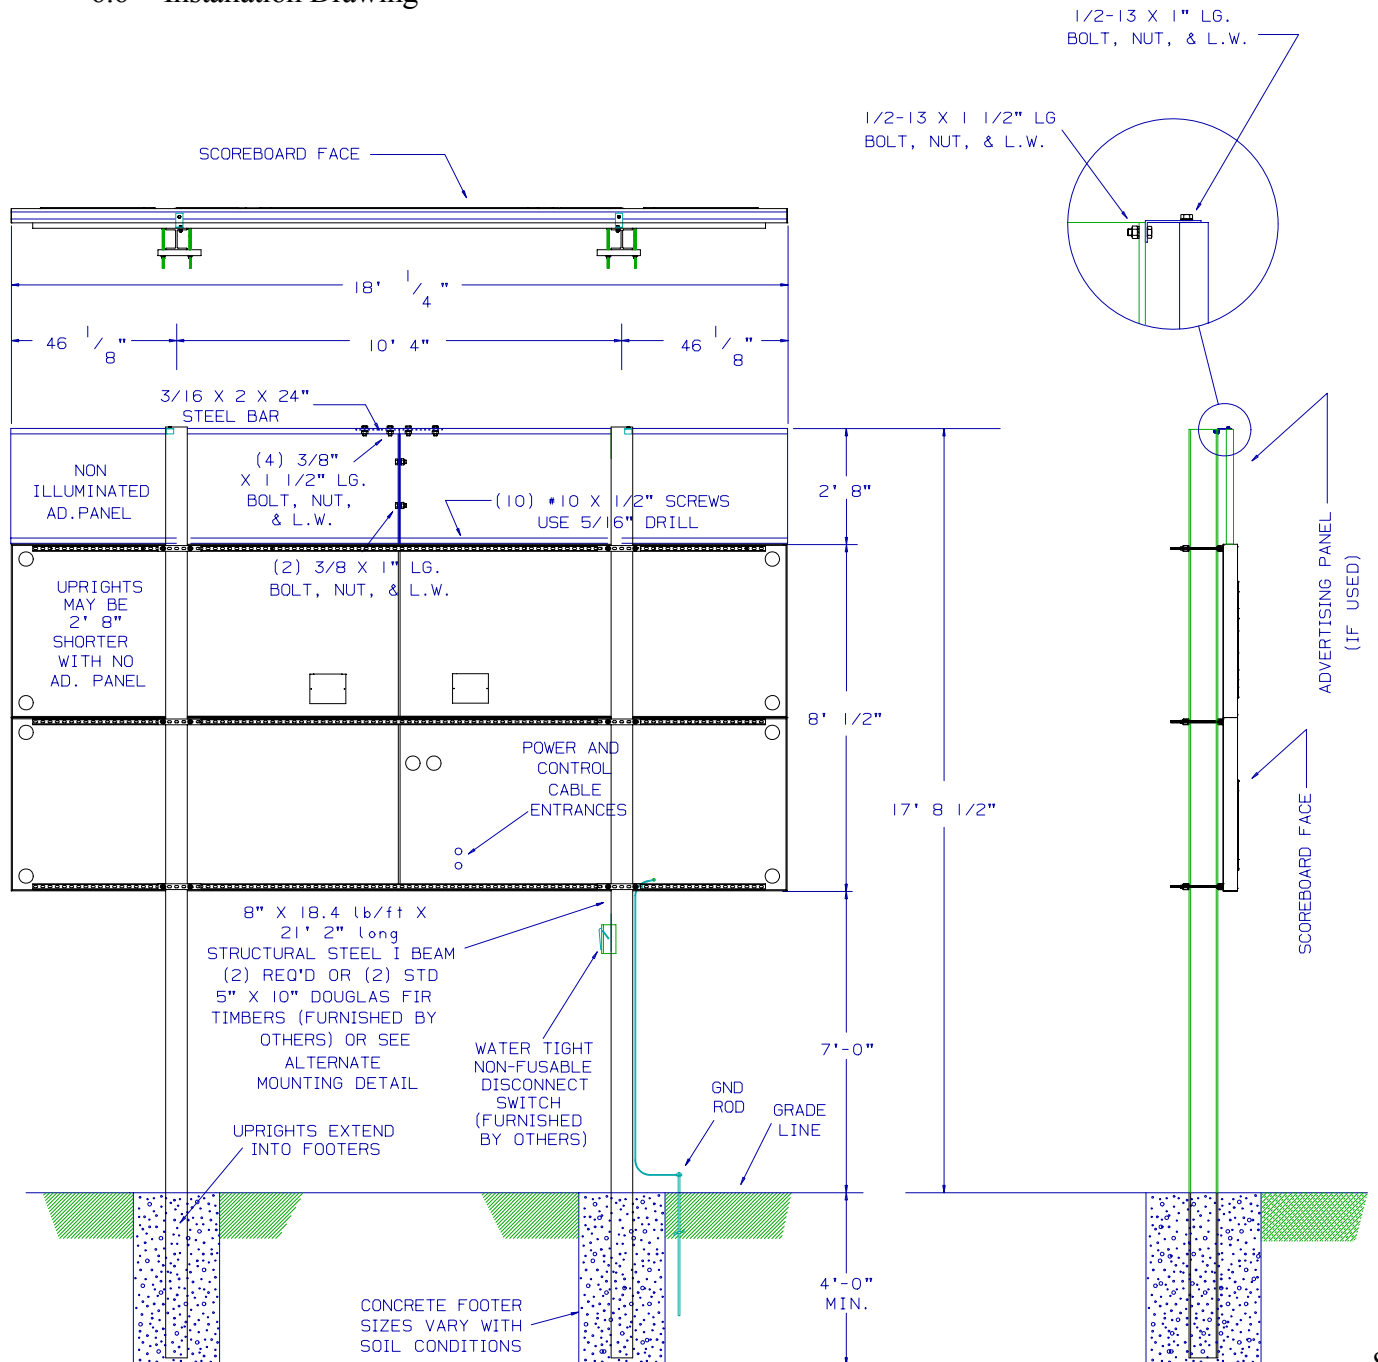 Installation Drawing
1/2-13 X 1" LG.
BOLT, NUT, & L.W.
1/2-13 X 1 1/2" LG
BOLT, NUT, & L.W.
SCOREBOARD FACE
18' 1/4"
46 1/8"
10' 4"
46 1/8"
3/16 X 2 X 24"
STEEL BAR
NON
ILLUMINATED
AD.PANEL
(4) 3/8"
X 1 1/2" LG.
BOLT, NUT,
& L.W.
(10) #10 X 1/2" SCREWS
USE 5/16" DRILL
2' 8"
(2) 3/8 X 1" LG.
BOLT, NUT, & L.W.
UPRIGHTS
MAY BE
2' 8"
SHORTER
WITH NO
AD. PANEL
8' 1/2"
POWER AND
CONTROL
CABLE
ENTRANCES
17' 8 1/2"
ADVERTISING PANEL
(IF USED)
SCOREBOARD FACE
8" X 18.4 lb/ft X
21' 2" long
STRUCTURAL STEEL I BEAM
(2) REQ'D OR (2) STD
5" X 10" DOUGLAS FIR
TIMBERS (FURNISHED BY
OTHERS) OR SEE
ALTERNATE
MOUNTING DETAIL
WATER TIGHT
NON-FUSABLE
DISCONNECT
SWITCH
(FURNISHED
BY OTHERS)
7'-0"
GND
ROD
GRADE
LINE
UPRIGHTS EXTEND
INTO FOOTERS
4'-0"
MIN.
CONCRETE FOOTER
SIZES VARY WITH
SOIL CONDITIONS